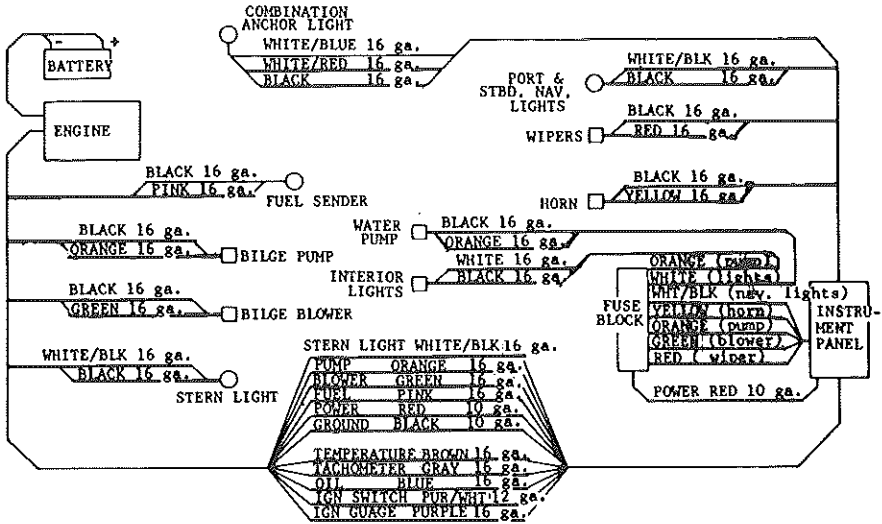 COMBINATION
ANCHOR LIGHT
WHITE/BLUE 16 ga.
WHITE/RED 16 ga.
BLACK 16 ga.
- +
BATTERY
ENGINE
PORT &
STBD. NAV.
LIGHTS
WHITE/BLK 16 ga.
BLACK 16 ga.
WIPERS
BLACK 16 ga.
RED 16 ga.
BLACK 16 ga.
PINK 16 ga.
FUEL SENDER
HORN
BLACK 16 ga.
YELLOW 16 ga.
BLACK 16 ga.
ORANGE 16 ga.
BILGE PUMP
WATER
PUMP
BLACK 16 ga.
ORANGE 16 ga.
INTERIOR
LIGHTS
WHITE 16 ga.
BLACK 16 ga.
BLACK 16 ga.
GREEN 16 ga.
BILGE BLOWER
FUSE
BLOCK
ORANGE (pump)
WHITE (lights)
WHT/BLK (nav. lights)
YELLOW (horn)
ORANGE (pump)
GREEN (blower)
RED (wiper)
INSTRU-
MENT
PANEL
POWER RED 10 ga.
WHITE/BLK 16 ga.
BLACK 16 ga.
STERN LIGHT
STERN LIGHT WHITE/BLK 16 ga.
PUMP ORANGE 16 ga.
BLOWER GREEN 16 ga.
FUEL PINK 16 ga.
POWER RED 10 ga.
GROUND BLACK 10 ga.
TEMPERATURE BROWN 16 ga.
TACHOMETER GRAY 16 ga.
OIL BLUE 16 ga.
IGN SWITCH PUR/WHT 12 ga.
IGN GUAGE PURPLE 16 ga.